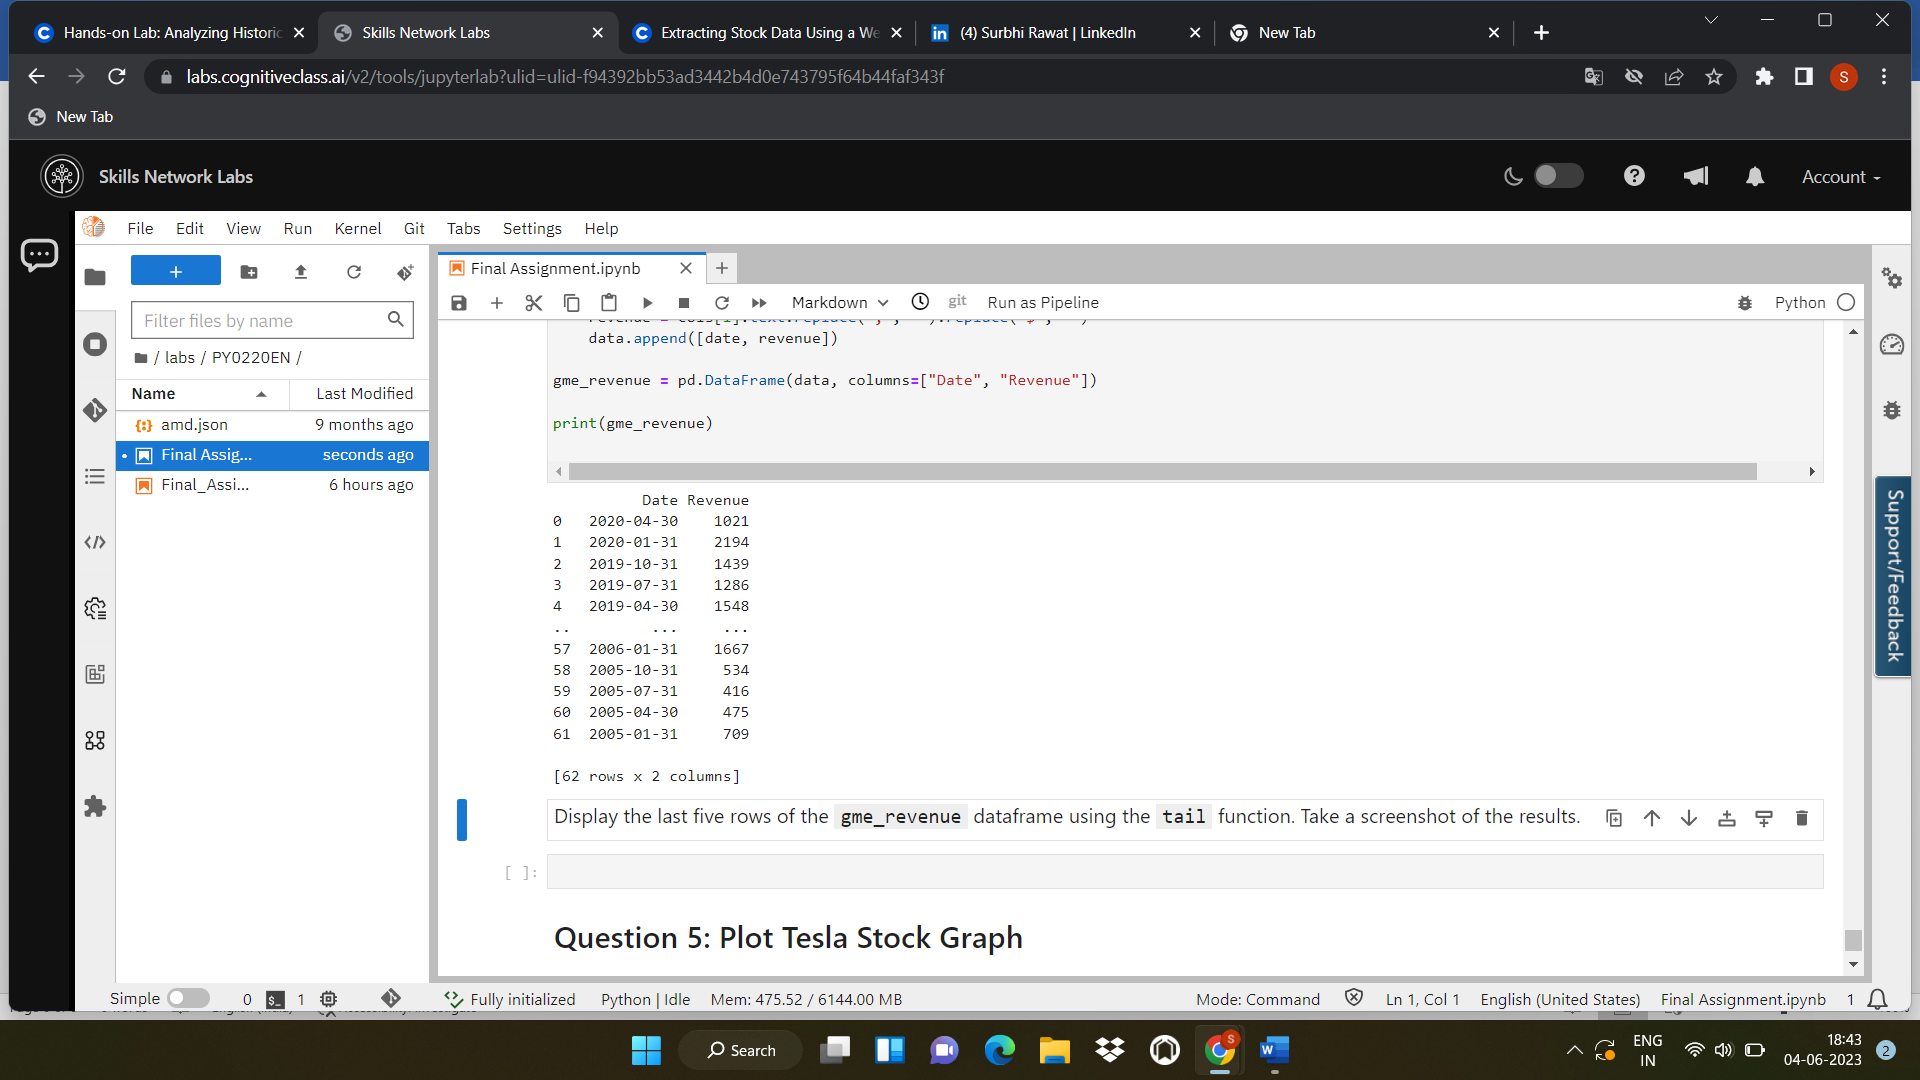 Hands-on Lab: Analyzing Historic
Skills Network Labs
Extracting Stock Data Using a We
(4) Surbhi Rawat | LinkedIn
New Tab
labs.cognitiveclass.ai/v2/tools/jupyterlab?ulid=ulid-f94392bb53ad3442b4d0e743795f64b44faf343f
S
New Tab
Skills Network Labs
Account
File Edit View Run Kernel Git Tabs Settings Help
Final Assignment.ipynb
Filter files by name
Markdown
git
Run as Pipeline
Python
/ labs / PY0220EN /
Name
Last Modified
amd.json 9 months ago
Final Assig... seconds ago
Final_Assi... 6 hours ago
data.append([date, revenue])
gme_revenue = pd.DataFrame(data, columns=["Date", "Revenue"])
print(gme_revenue)
Date Revenue
0 2020-04-30 1021
1 2020-01-31 2194
2 2019-10-31 1439
3 2019-07-31 1286
4 2019-04-30 1548
.. ... ...
57 2006-01-31 1667
58 2005-10-31 534
59 2005-07-31 416
60 2005-04-30 475
61 2005-01-31 709
[62 rows x 2 columns]
Display the last five rows of the gme_revenue dataframe using the tail function. Take a screenshot of the results.
[ ]:
Question 5: Plot Tesla Stock Graph
Support/Feedback
Simple 0 $_ 1 Fully initialized Python | Idle Mem: 475.52 / 6144.00 MB Mode: Command Ln 1, Col 1 English (United States) Final Assignment.ipynb 1
Search
S
W
ENG
IN
18:43
04-06-2023
2